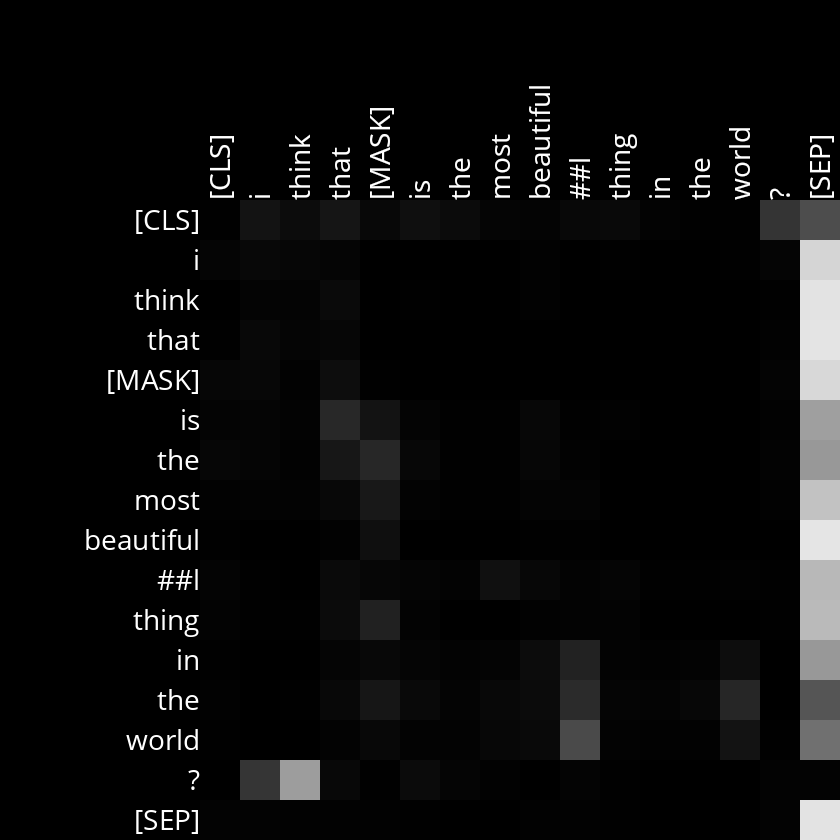 [CLS] i think that [MASK] is the most beautiful ##l thing in the world ? [SEP]
[CLS]
i
think
that
[MASK]
is
the
most
beautiful
##l
thing
in
the
world
?
[SEP]